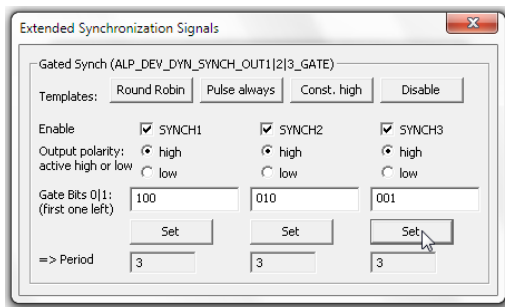 Extended Synchronization Signals
Gated Synch (ALP_DEV_DYN_SYNCH_OUT1|2|3_GATE)
Templates: Round Robin Pulse always Const. high Disable
Enable SYNCH1 SYNCH2 SYNCH3
Output polarity: high high high
active high or low low low low
Gate Bits 0|1: 100 010 001
(first one left)
Set Set Set
=> Period 3 3 3